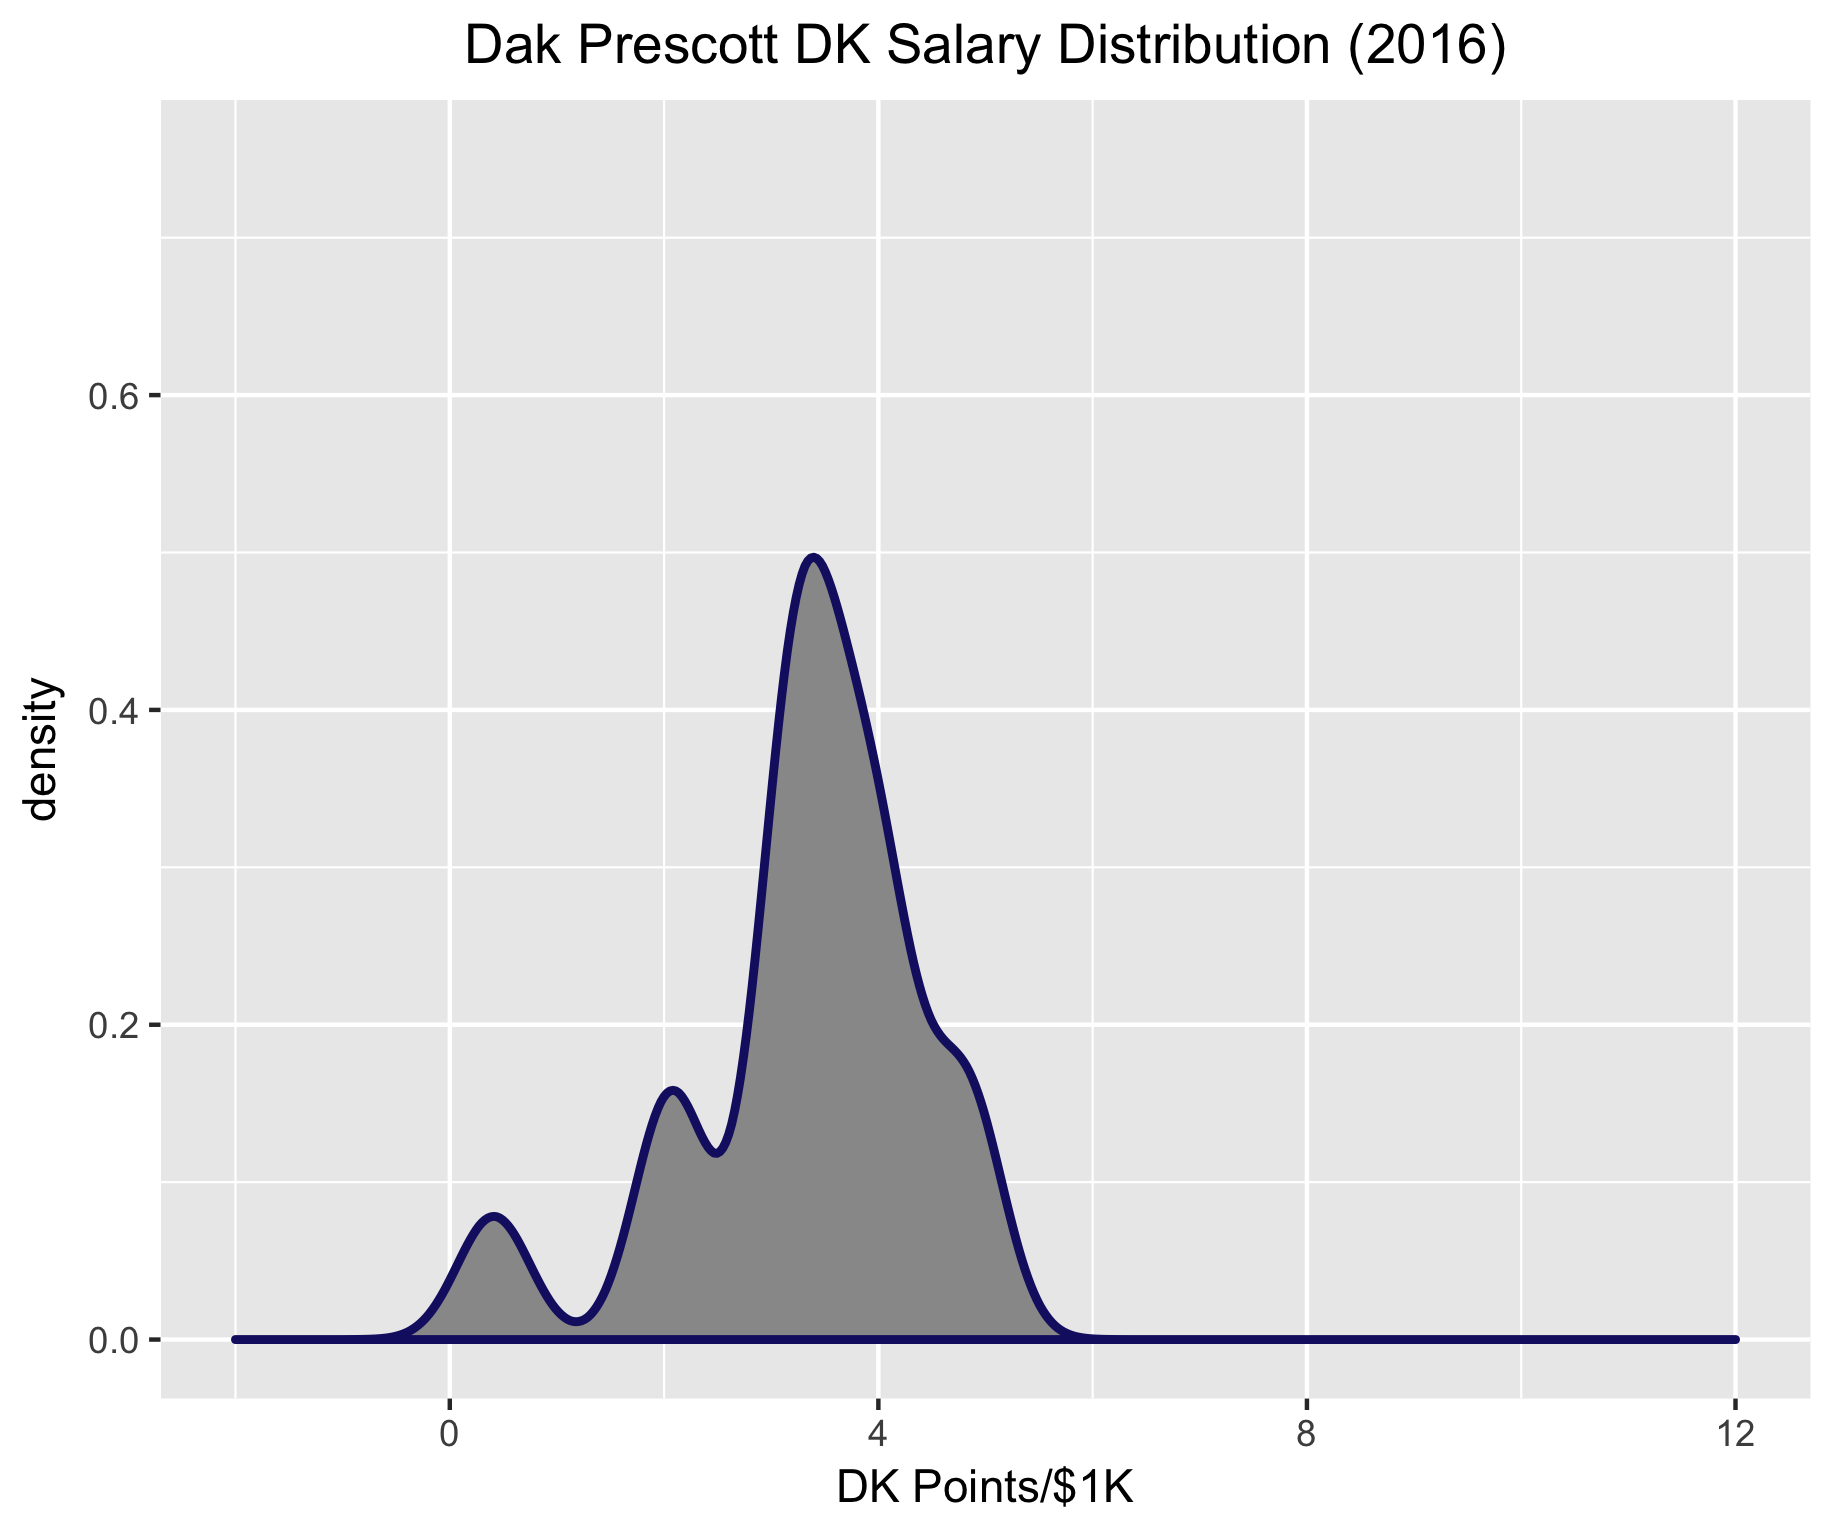 Dak Prescott DK Salary Distribution (2016)
density
0.6
0.4
0.2
0.0
0 4 8 12
DK Points/$1K